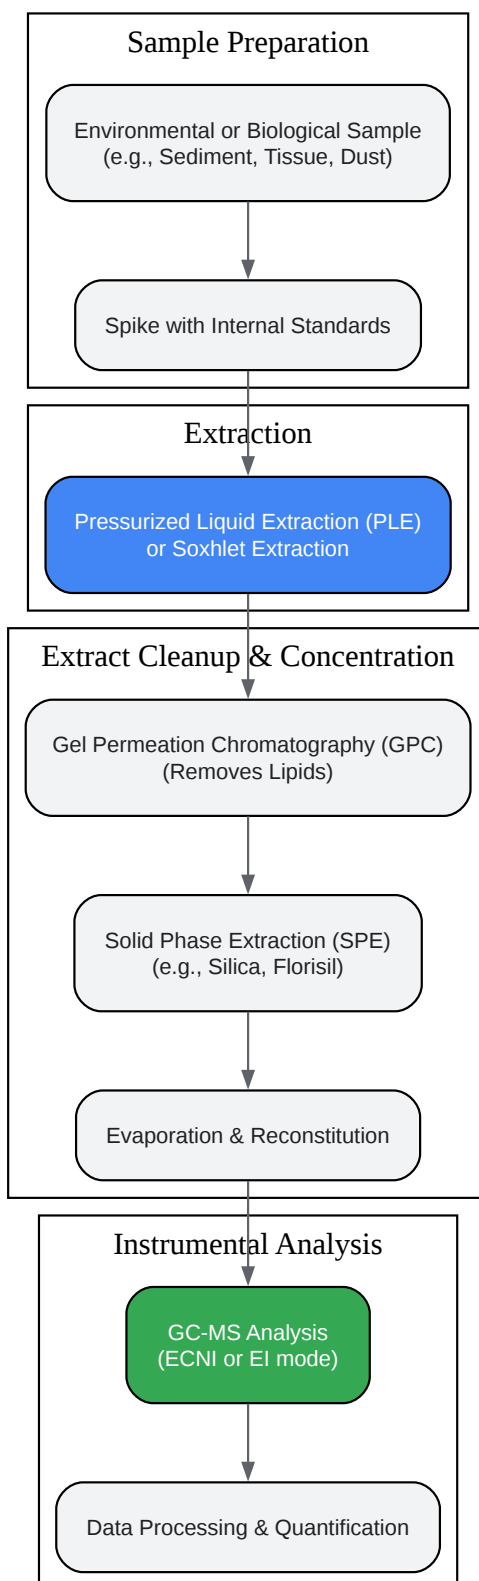 Sample Preparation
Environmental or Biological Sample
(e.g., Sediment, Tissue, Dust)
Spike with Internal Standards
Extraction
Pressurized Liquid Extraction (PLE)
or Soxhlet Extraction
Extract Cleanup & Concentration
Gel Permeation Chromatography (GPC)
(Removes Lipids)
Solid Phase Extraction (SPE)
(e.g., Silica, Florisil)
Evaporation & Reconstitution
Instrumental Analysis
GC-MS Analysis
(ECNI or EI mode)
Data Processing & Quantification